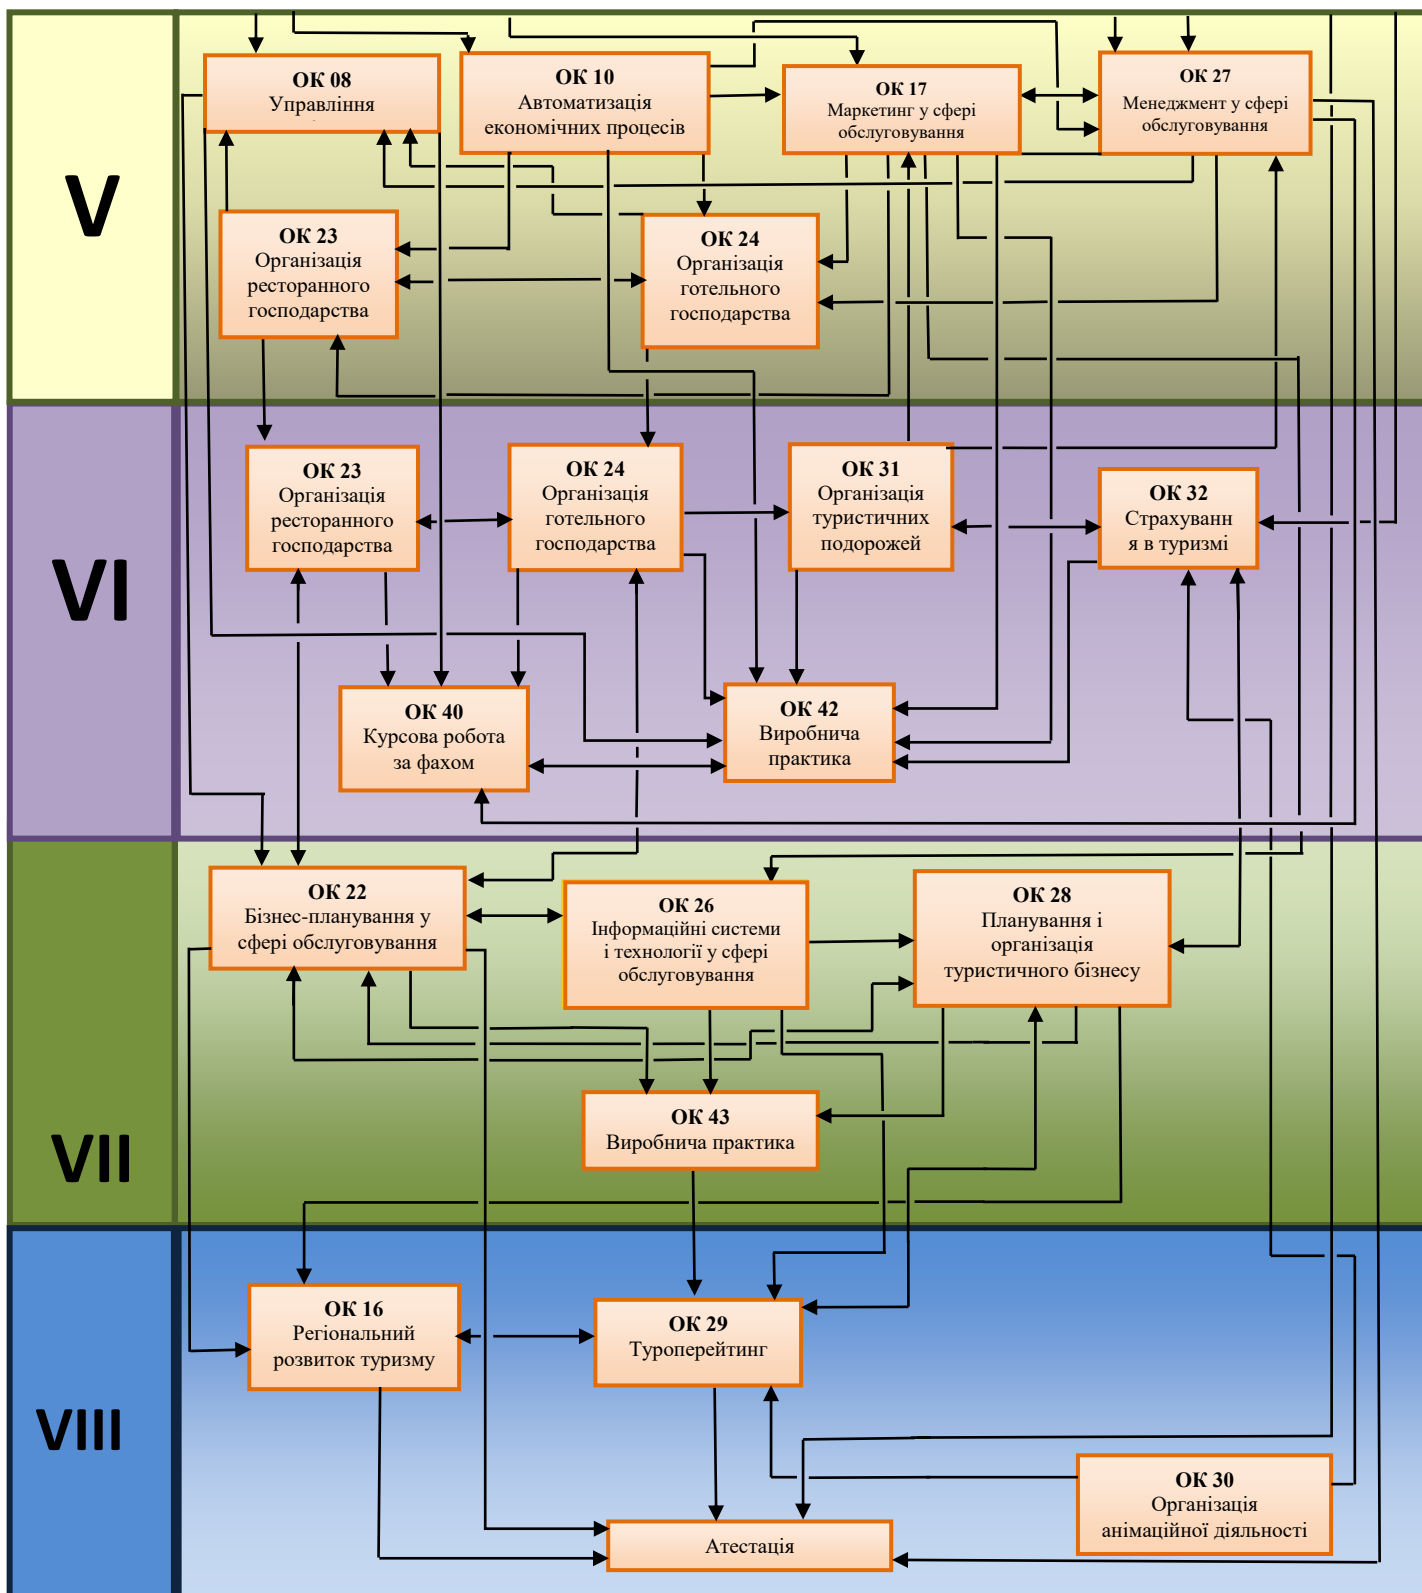 V
ОК 08
Управління
ОК 10
Автоматизація
економічних процесів
ОК 17
Маркетинг у сфері
обслуговування
ОК 27
Менеджмент у сфері
обслуговування
ОК 23
Організація
ресторанного
господарства
ОК 24
Організація
готельного
господарства
VI
ОК 23
Організація
ресторанного
господарства
ОК 24
Організація
готельного
господарства
ОК 31
Організація
туристичних
подорожей
ОК 32
Страхуванн
я в туризмі
ОК 40
Курсова робота
за фахом
ОК 42
Виробнича
практика
VII
ОК 22
Бізнес-планування у
сфері обслуговування
ОК 26
Інформаційні системи
і технології у сфері
обслуговування
ОК 28
Планування і
організація
туристичного бізнесу
ОК 43
Виробнича практика
VIII
ОК 16
Регіональний
розвиток туризму
ОК 29
Туроперейтинг
ОК 30
Організація
анімаційної діяльності
Атестація